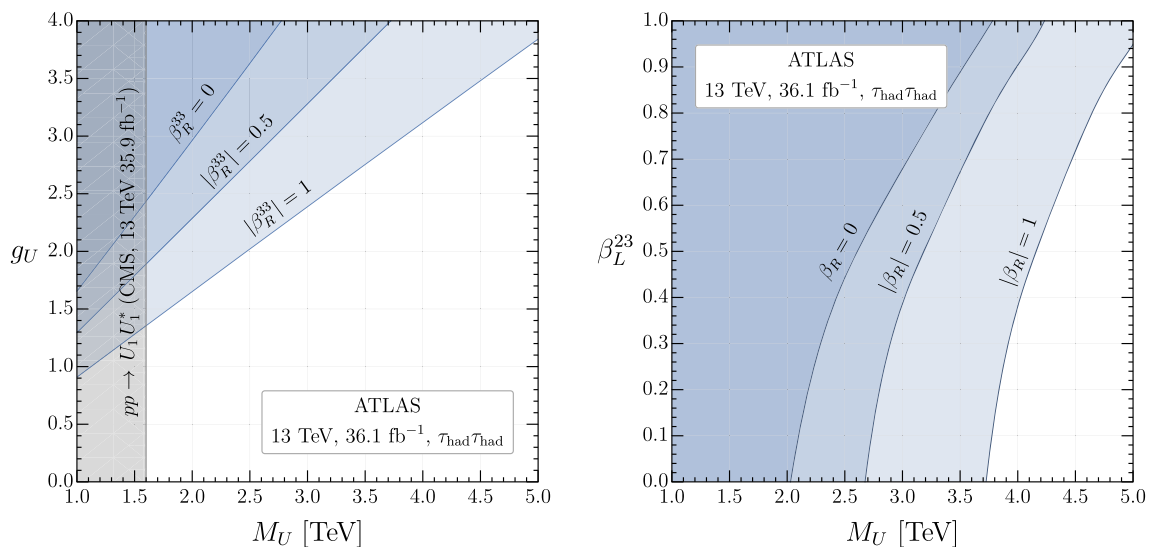 4.0
3.5
3.0
2.5
2.0
1.5
1.0
0.5
0.0
g_U
1.0 1.5 2.0 2.5 3.0 3.5 4.0 4.5 5.0
M_U [TeV]
pp → U_1 U_1^* (CMS, 13 TeV 35.9 fb^{−1})
β_R^{33} = 0
|β_R^{33}| = 0.5
|β_R^{33}| = 1
ATLAS
13 TeV, 36.1 fb^{−1}, τ_had τ_had
1.0
0.9
0.8
0.7
0.6
0.5
0.4
0.3
0.2
0.1
0.0
β_L^{23}
1.0 1.5 2.0 2.5 3.0 3.5 4.0 4.5 5.0
M_U [TeV]
ATLAS
13 TeV, 36.1 fb^{−1}, τ_had τ_had
β_R = 0
|β_R| = 0.5
|β_R| = 1